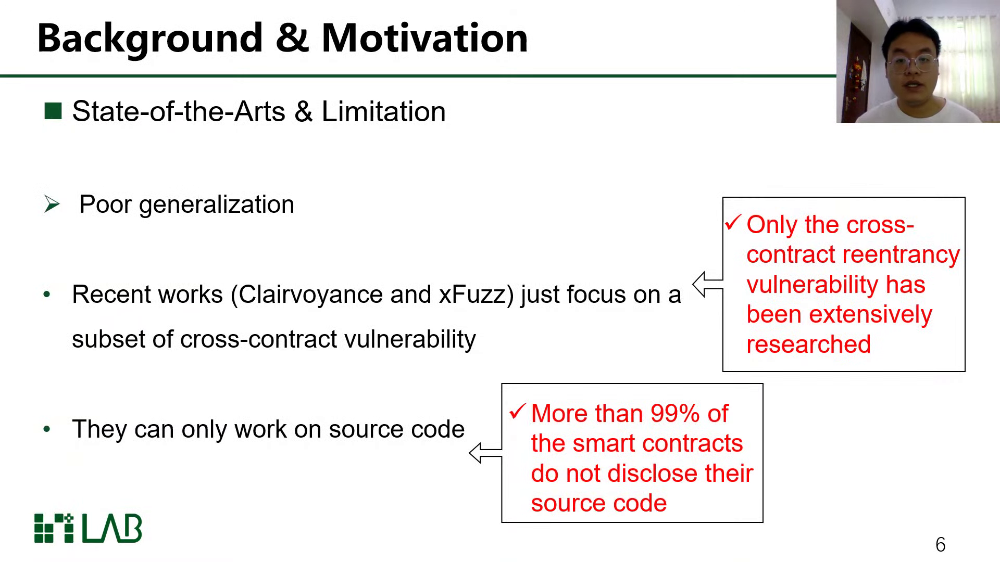 Background & Motivation
State-of-the-Arts & Limitation
Poor generalization
Recent works (Clairvoyance and xFuzz) just focus on a
subset of cross-contract vulnerability
Only the cross-
contract reentrancy
vulnerability has
been extensively
researched
They can only work on source code
More than 99% of
the smart contracts
do not disclose their
source code
LAB
6